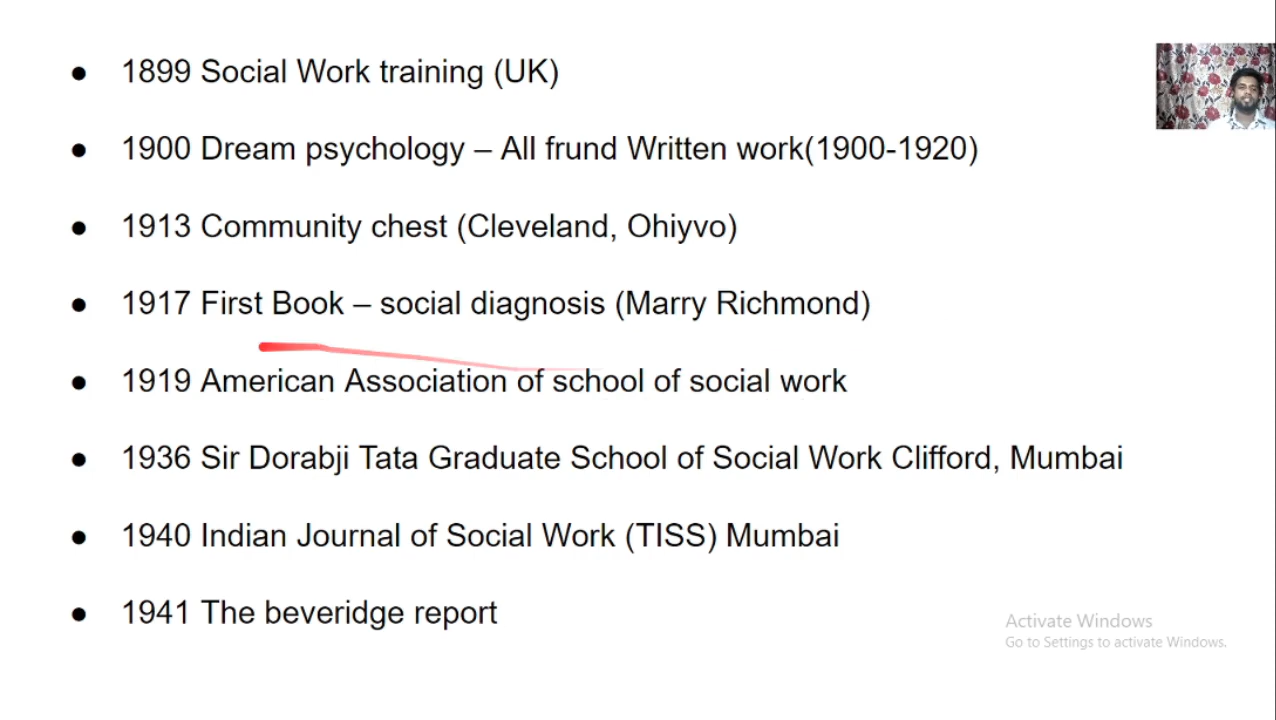 ● 1899 Social Work training (UK)
● 1900 Dream psychology – All frund Written work(1900-1920)
● 1913 Community chest (Cleveland, Ohiyvo)
● 1917 First Book – social diagnosis (Marry Richmond)
● 1919 American Association of school of social work
● 1936 Sir Dorabji Tata Graduate School of Social Work Clifford, Mumbai
● 1940 Indian Journal of Social Work (TISS) Mumbai
● 1941 The beveridge report
Activate Windows
Go to Settings to activate Windows.